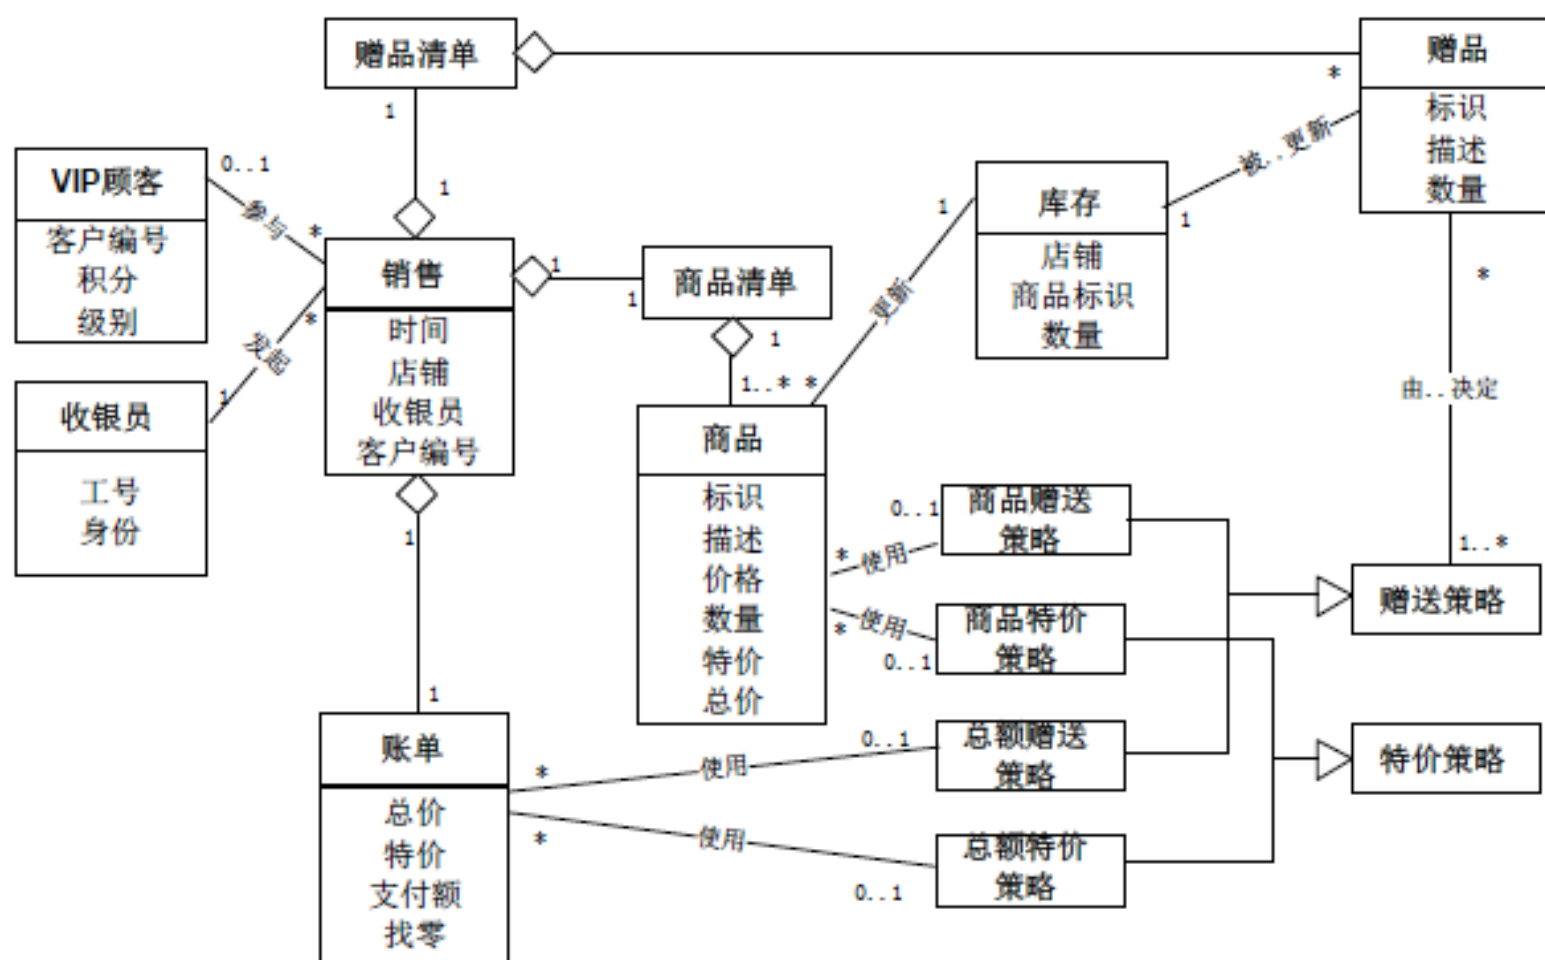 赠品清单
*
赠品
标识
描述
数量
1
1
被..更新
1
VIP顾客
客户编号
积分
级别
0..1
参与
*
销售
时间
店铺
收银员
客户编号
1
1
商品清单
1
1..*
*
更新
1
库存
店铺
商品标识
数量
*
发起
1
收银员
工号
身份
商品
标识
描述
价格
数量
特价
总价
*
由..决定
1..*
*
使用
0..1
商品赠送
策略
赠送策略
*
使用
0..1
商品特价
策略
1
1
账单
总价
特价
支付额
找零
*
使用
0..1
总额赠送
策略
特价策略
*
使用
0..1
总额特价
策略